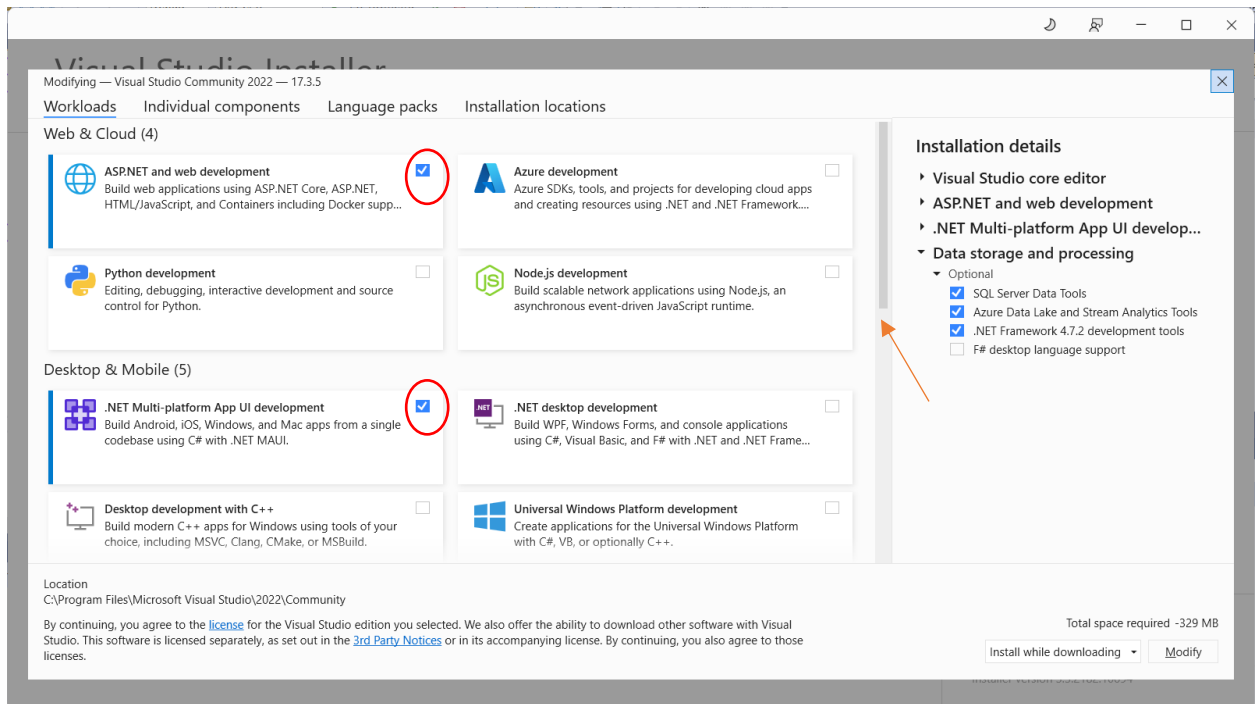 Visual Studio Installer
Modifying — Visual Studio Community 2022 — 17.3.5
Workloads Individual components Language packs Installation locations
Web & Cloud (4)
ASP.NET and web development
Build web applications using ASP.NET Core, ASP.NET,
HTML/JavaScript, and Containers including Docker supp...
Azure development
Azure SDKs, tools, and projects for developing cloud apps
and creating resources using .NET and .NET Framework....
Python development
Editing, debugging, interactive development and source
control for Python.
JS
Node.js development
Build scalable network applications using Node.js, an
asynchronous event-driven JavaScript runtime.
Desktop & Mobile (5)
.NET Multi-platform App UI development
Build Android, iOS, Windows, and Mac apps from a single
codebase using C# with .NET MAUI.
.NET
.NET desktop development
Build WPF, Windows Forms, and console applications
using C#, Visual Basic, and F# with .NET and .NET Frame...
Desktop development with C++
Build modern C++ apps for Windows using tools of your
choice, including MSVC, Clang, CMake, or MSBuild.
Universal Windows Platform development
Create applications for the Universal Windows Platform
with C#, VB, or optionally C++.
Installation details
Visual Studio core editor
ASP.NET and web development
.NET Multi-platform App UI develop...
Data storage and processing
Optional
SQL Server Data Tools
Azure Data Lake and Stream Analytics Tools
.NET Framework 4.7.2 development tools
F# desktop language support
Location
C:\Program Files\Microsoft Visual Studio\2022\Community
By continuing, you agree to the license for the Visual Studio edition you selected. We also offer the ability to download other software with Visual
Studio. This software is licensed separately, as set out in the 3rd Party Notices or in its accompanying license. By continuing, you also agree to those
licenses.
Total space required -329 MB
Install while downloading Modify